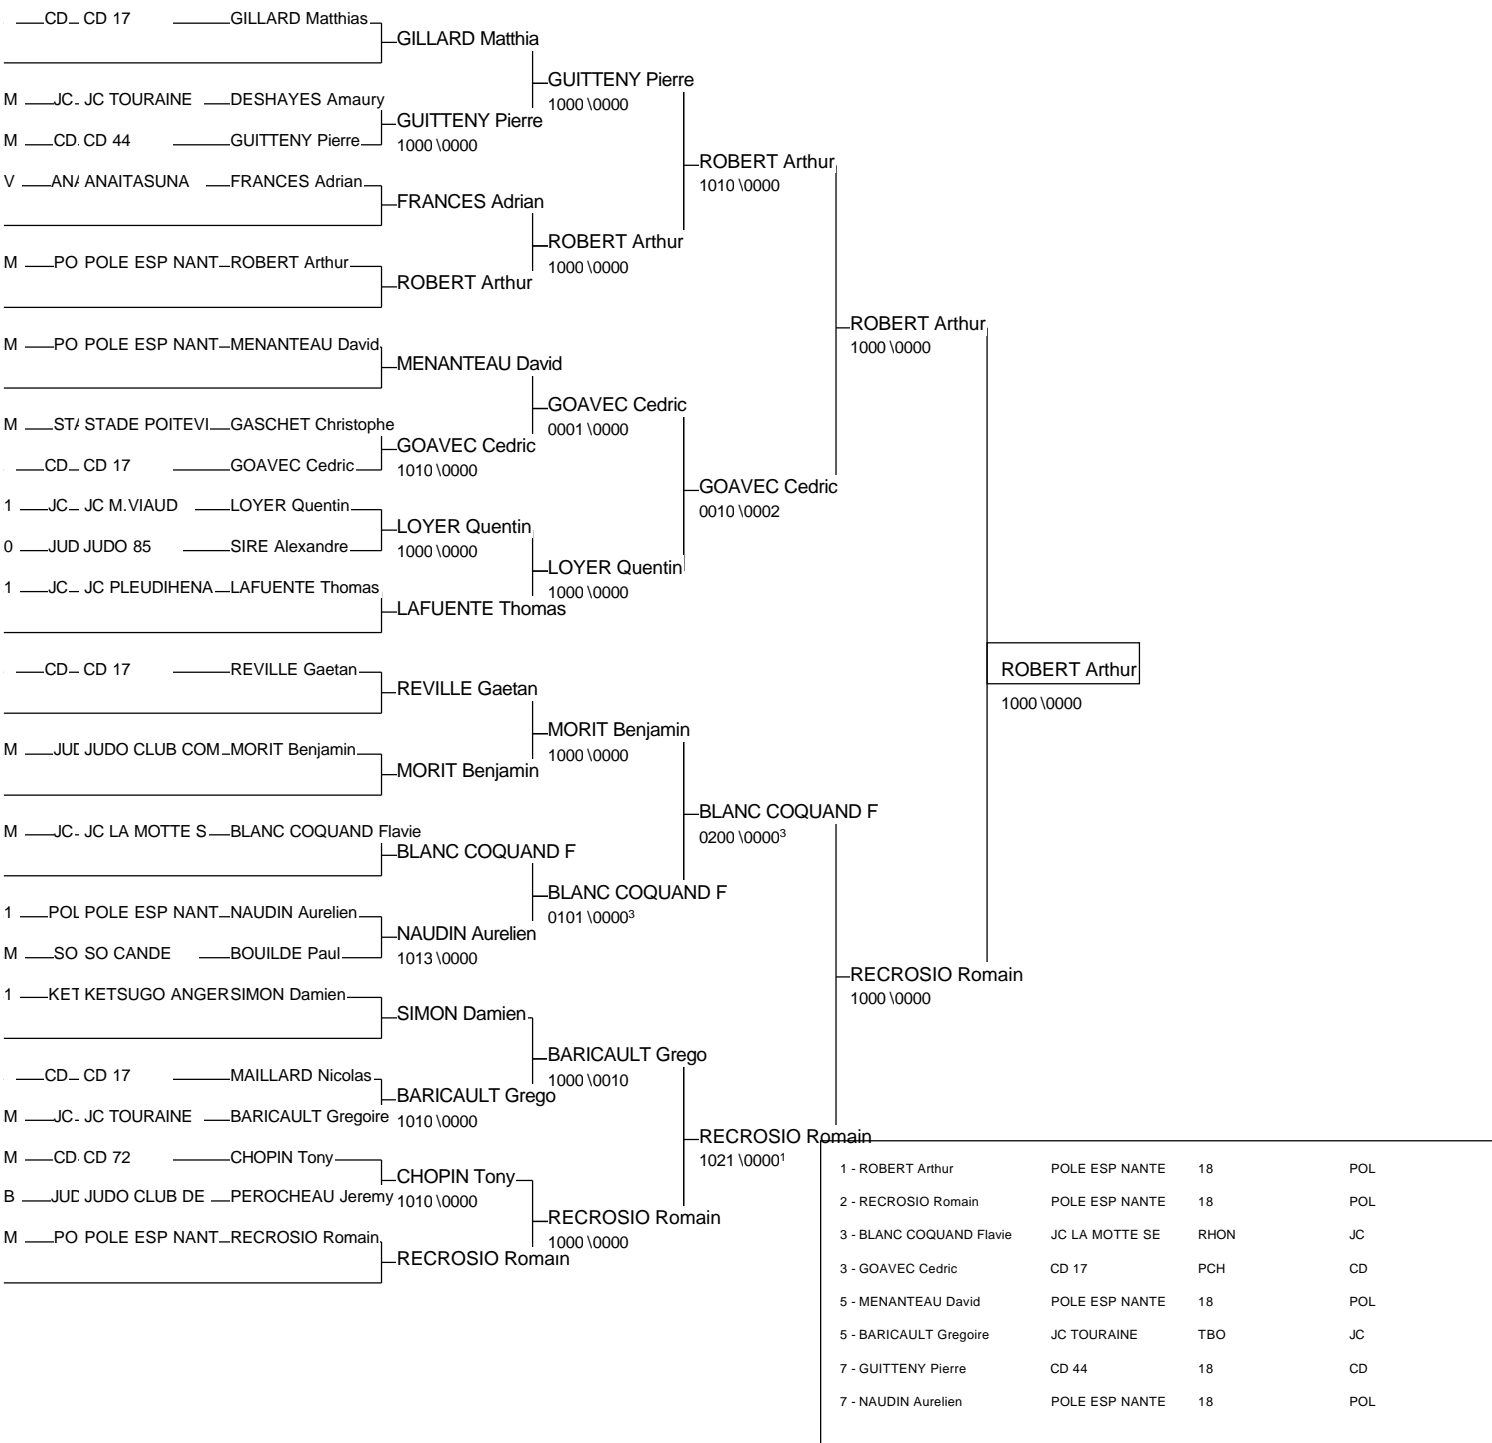 CD CD 17 GILLARD Matthias
GILLARD Matthia
GUITTENY Pierre
1000 \0000
M JC JC TOURAINE DESHAYES Amaury
GUITTENY Pierre
1000 \0000
M CD CD 44 GUITTENY Pierre
ROBERT Arthur
1010 \0000
V ANA ANAITASUNA FRANCES Adrian
FRANCES Adrian
ROBERT Arthur
1000 \0000
M PO POLE ESP NANT ROBERT Arthur
ROBERT Arthur
ROBERT Arthur
1000 \0000
M PO POLE ESP NANT MENANTEAU David
MENANTEAU David
GOAVEC Cedric
0001 \0000
M STA STADE POITEVI GASCHET Christophe
GOAVEC Cedric
1010 \0000
CD CD 17 GOAVEC Cedric
GOAVEC Cedric
0010 \0002
1 JC JC M.VIAUD LOYER Quentin
LOYER Quentin
1000 \0000
0 JUD JUDO 85 SIRE Alexandre
LOYER Quentin
1000 \0000
1 JC JC PLEUDIHENA LAFUENTE Thomas
LAFUENTE Thomas
ROBERT Arthur
1000 \0000
CD CD 17 REVILLE Gaetan
REVILLE Gaetan
MORIT Benjamin
1000 \0000
M JUD JUDO CLUB COM MORIT Benjamin
MORIT Benjamin
BLANC COQUAND F
0200 \0000³
M JC JC LA MOTTE S BLANC COQUAND Flavie
BLANC COQUAND F
BLANC COQUAND F
0101 \0000³
1 POL POLE ESP NANT NAUDIN Aurelien
NAUDIN Aurelien
1013 \0000
M SO SO CANDE BOUILDE Paul
RECROSIO Romain
1000 \0000
1 KET KETSUGO ANGER SIMON Damien
SIMON Damien
BARICAULT Grego
1000 \0010
CD CD 17 MAILLARD Nicolas
BARICAULT Grego
1010 \0000
M JC JC TOURAINE BARICAULT Gregoire
RECROSIO Romain
1021 \0000¹
M CD CD 72 CHOPIN Tony
CHOPIN Tony
1010 \0000
B JUD JUDO CLUB DE PEROCHEAU Jeremy
RECROSIO Romain
1000 \0000
M PO POLE ESP NANT RECROSIO Romain
RECROSIO Romain
1 - ROBERT Arthur POLE ESP NANTE 18 POL
2 - RECROSIO Romain POLE ESP NANTE 18 POL
3 - BLANC COQUAND Flavie JC LA MOTTE SE RHON JC
3 - GOAVEC Cedric CD 17 PCH CD
5 - MENANTEAU David POLE ESP NANTE 18 POL
5 - BARICAULT Gregoire JC TOURAINE TBO JC
7 - GUITTENY Pierre CD 44 18 CD
7 - NAUDIN Aurelien POLE ESP NANTE 18 POL